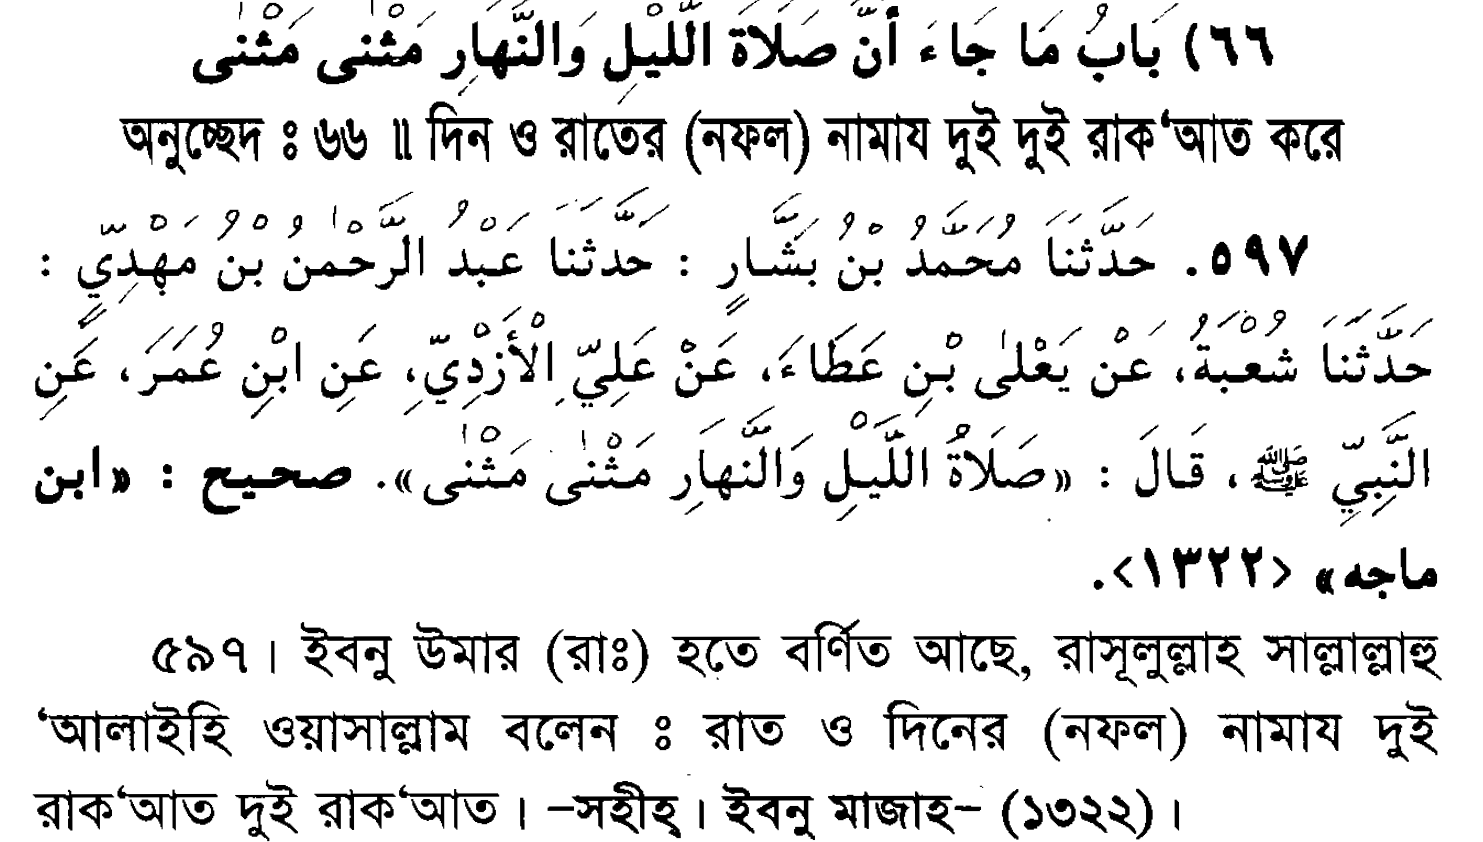 ٦٦) بَابُ مَا جَاءَ أَنَّ صَلَاةَ اللَّيْلِ وَالنَّهَارِ مَثْنٰى مَثْنٰى
অনুচ্ছেদ ঃ ৬৬ ॥ দিন ও রাতের (নফল) নামায দুই দুই রাক‘আত করে
٥٩٧. حَدَّثَنَا مُحَمَّدُ بْنُ بَشَّارٍ : حَدَّثَنَا عَبْدُ الرَّحْمٰنُ بْنُ مَهْدِيٍّ :
حَدَّثَنَا شُعْبَةُ، عَنْ يَعْلٰى بْنِ عَطَاءَ، عَنْ عَلِيِّ الْأَزْدِيِّ، عَنِ ابْنِ عُمَرَ، عَنِ
النَّبِيِّ ﷺ، قَالَ : «صَلَاةُ اللَّيْلِ وَالنَّهَارِ مَثْنٰى مَثْنٰى». صحيح : «ابن
ماجه» <١٣٢٢>.
৫৯৭। ইবনু উমার (রাঃ) হতে বর্ণিত আছে, রাসূলুল্লাহ সাল্লাল্লাহু
‘আলাইহি ওয়াসাল্লাম বলেন ঃ রাত ও দিনের (নফল) নামায দুই
রাক‘আত দুই রাক‘আত। –সহীহ্। ইবনু মাজাহ– (১৩২২)।